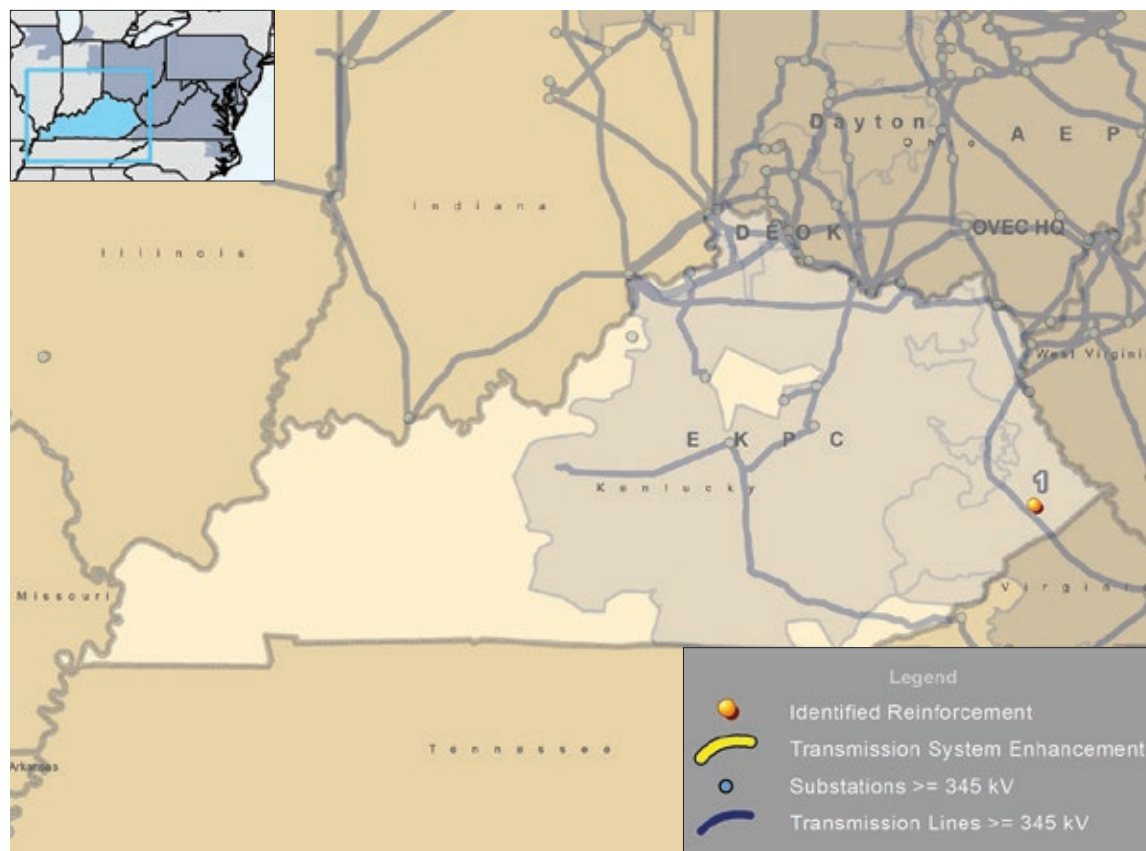 Dayton
Ohio
A E P
Indiana
Illinois
D E O K
OVEC HQ
West Virginia
E K P C
1
Kentucky
Missouri
Virginia
Tennessee
Arkansas
Legend
Identified Reinforcement
Transmission System Enhancement
Substations >= 345 kV
Transmission Lines >= 345 kV